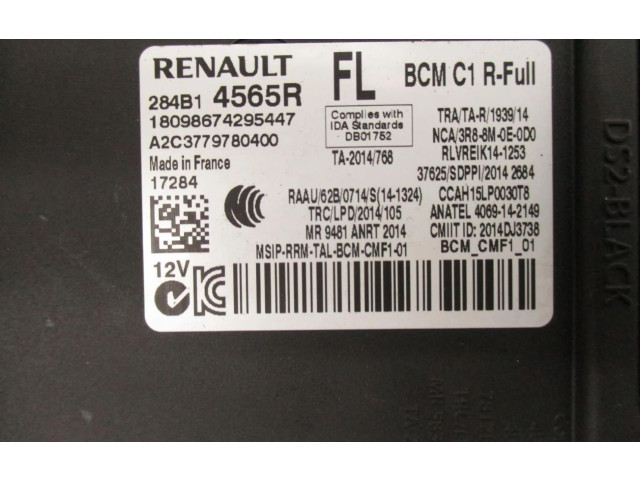 RENAULT FL BCM C1 R-Full
284B1 4565R
18098674295447
A2C3779780400
Made in France
17284
Complies with
IDA Standards
DB01752
TA-2014/768
TRA/TA-R/1939/14
NCA/3R8-8M-0E-0D0
RLVREIK14-1253
37625/SDPPI/2014 2684
RAAU/62B/0714/S(14-1324)
TRC/LPD/2014/105
MR 9481 ANRT 2014
MSIP-RRM-TAL-BCM-CMF1-01
CCAH15LP0030T8
ANATEL 4069-14-2149
CMIIT ID: 2014DJ3738
BCM_CMF1_01
12V
DS2-BLACK